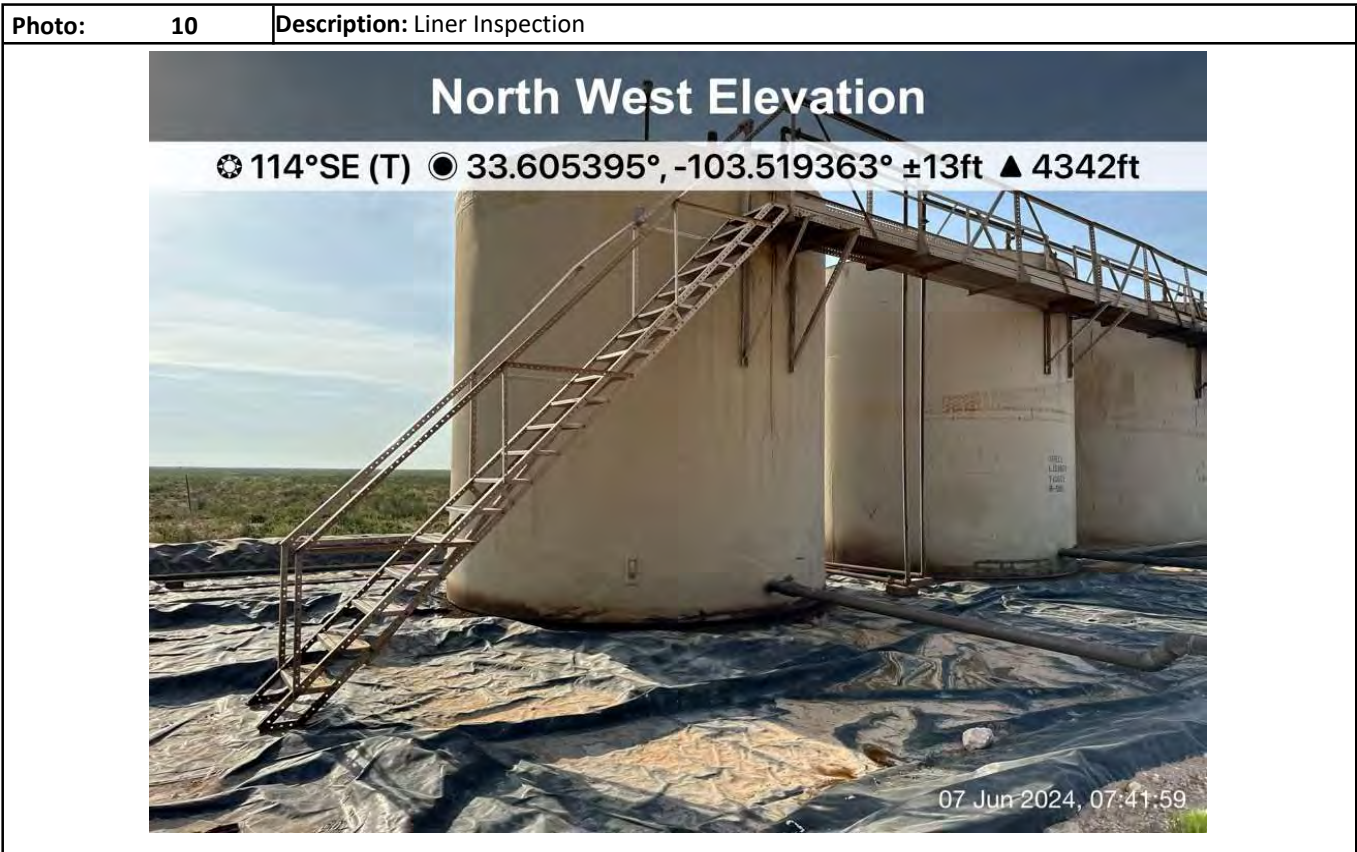 Photo: 10 Description: Liner Inspection
North West Elevation
114°SE (T) 33.605395°, -103.519363° ±13ft ▲ 4342ft
07 Jun 2024, 07:41:59